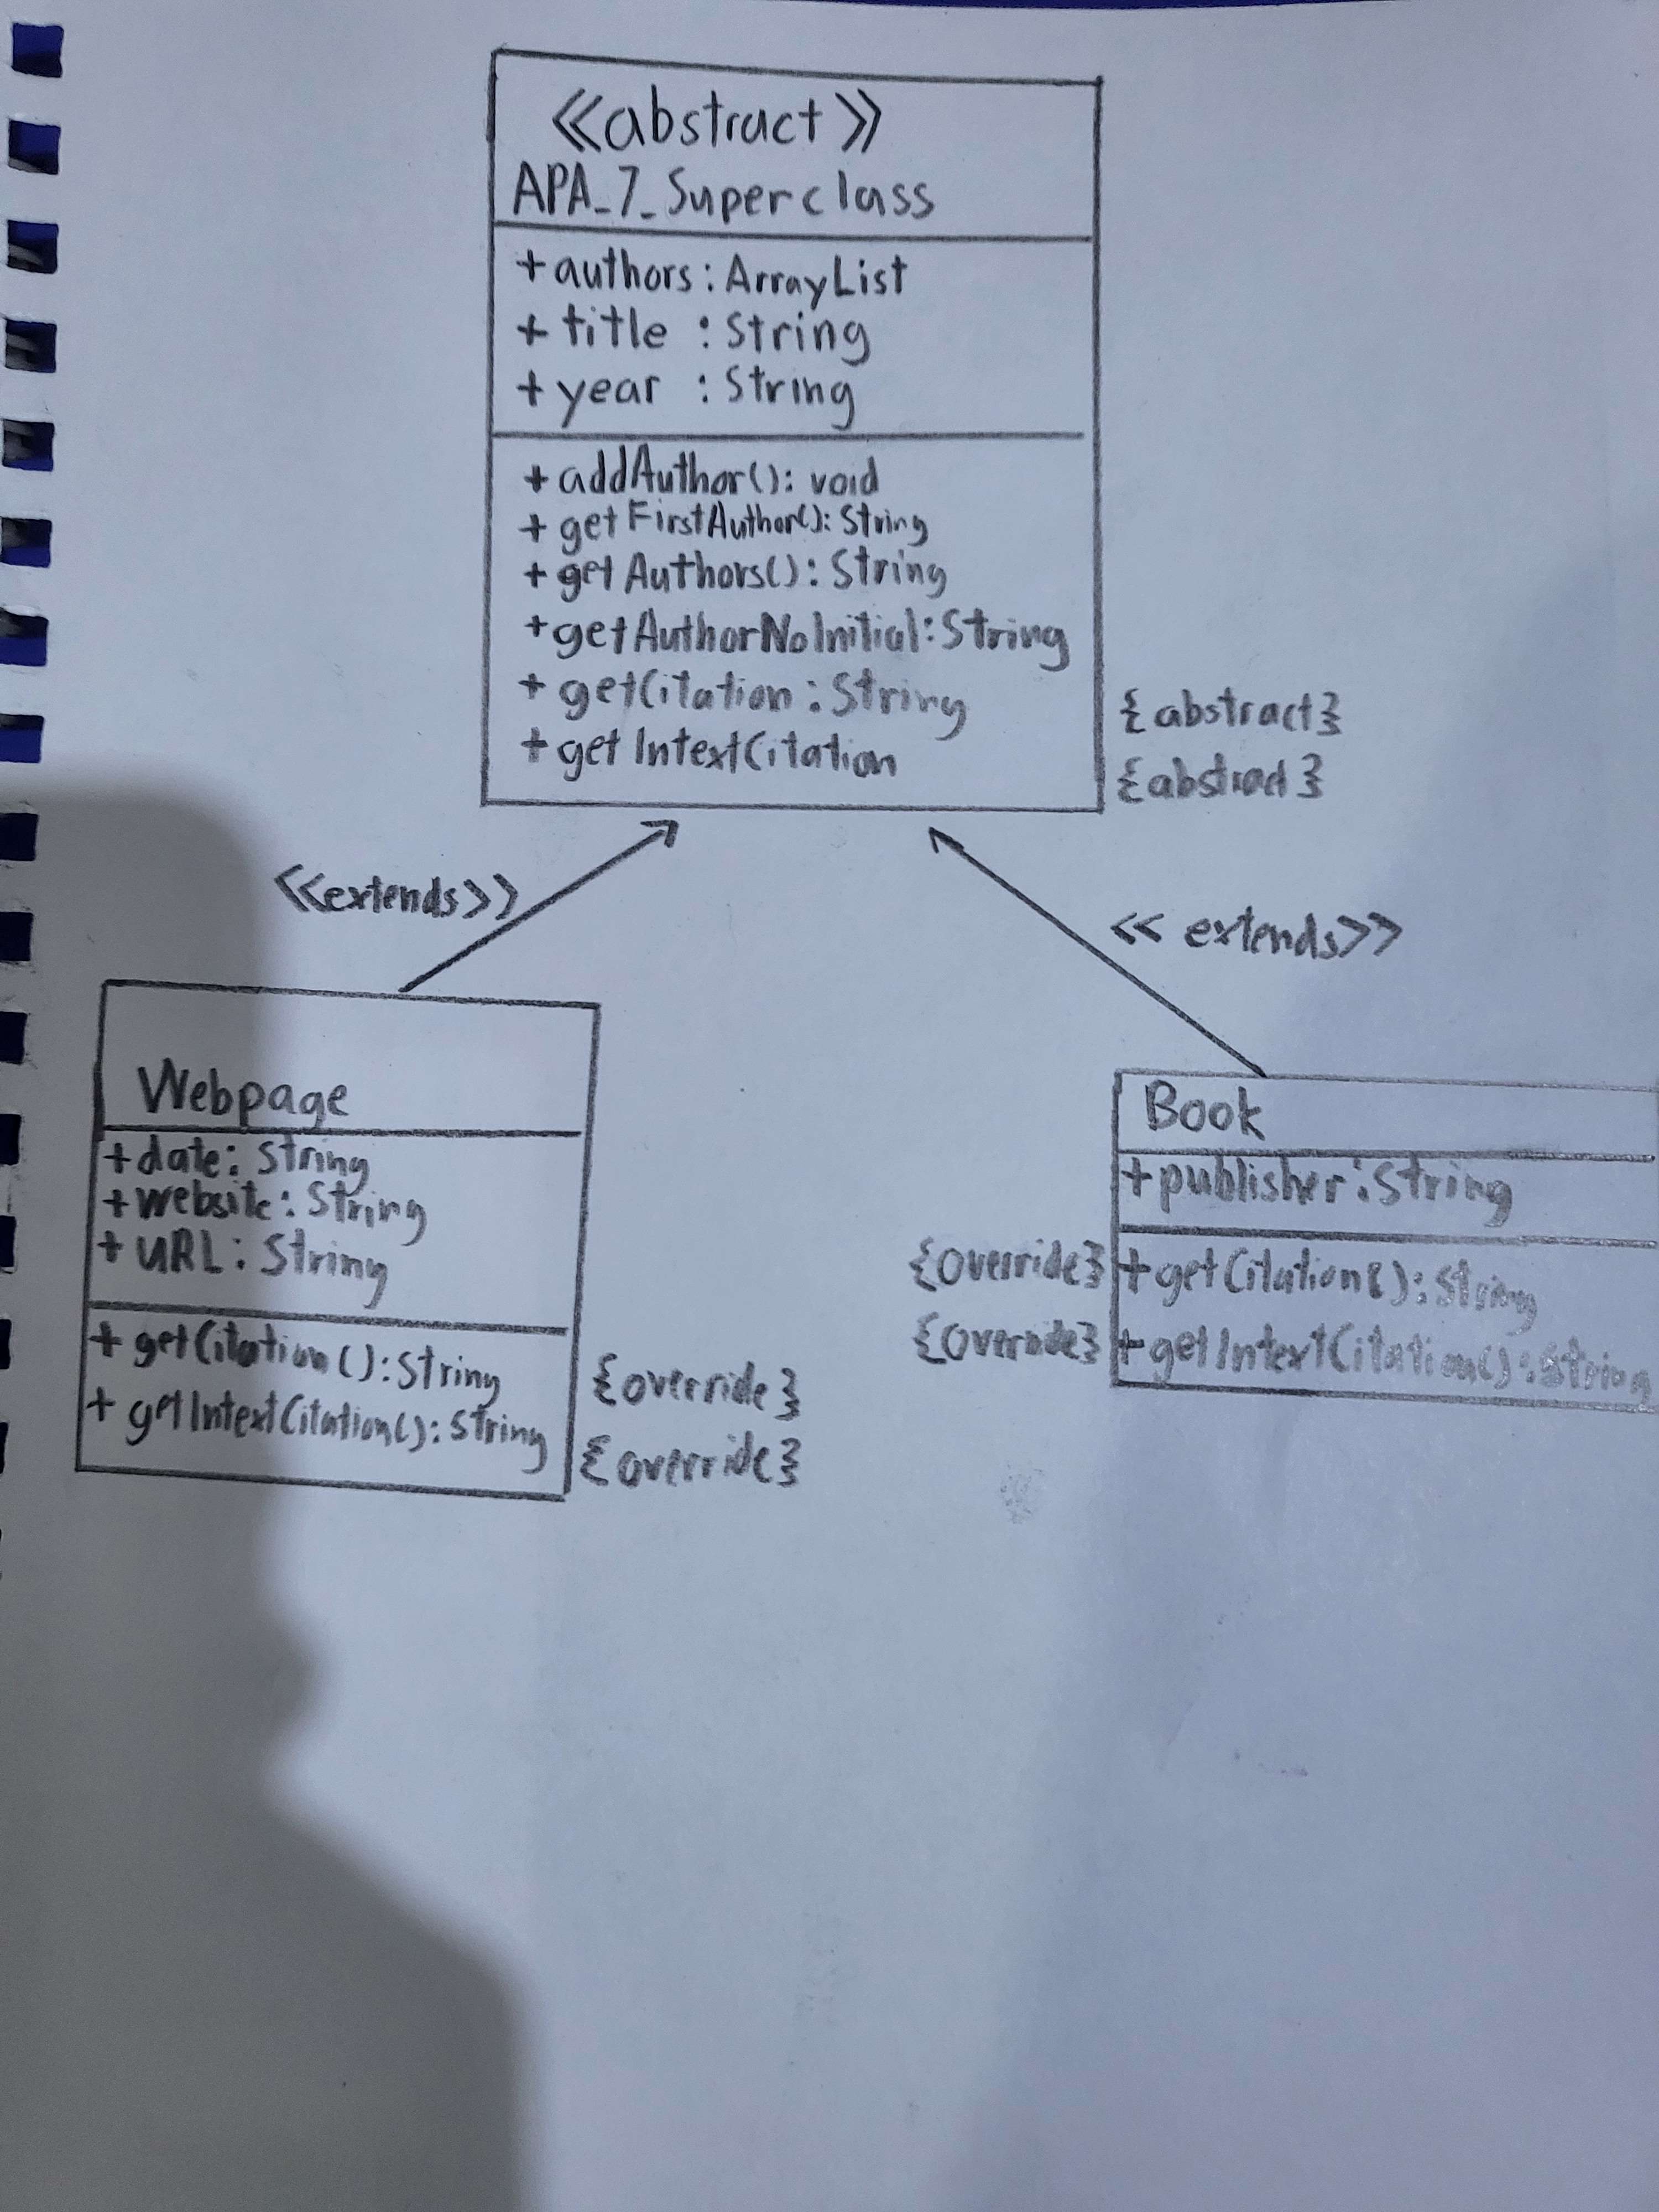 <<abstract>>
APA_7_Superclass
+authors: ArrayList
+ title : String
+ year : String
+ addAuthor(): void
+ getFirstAuthor(): String
+ getAuthors(): String
+getAuthorNoInitial: String
+ getCitation: String {abstract}
+ getIntextCitation {abstract}
<<extends>>
<< extends>>
Webpage
+date: String
+website: String
+ URL: String
+ getCitation(): String {override}
+ getIntextCitation(): String {override}
Book
+publisher: String
{override} +getCitation(): String
{override} +getIntextCitation(): String